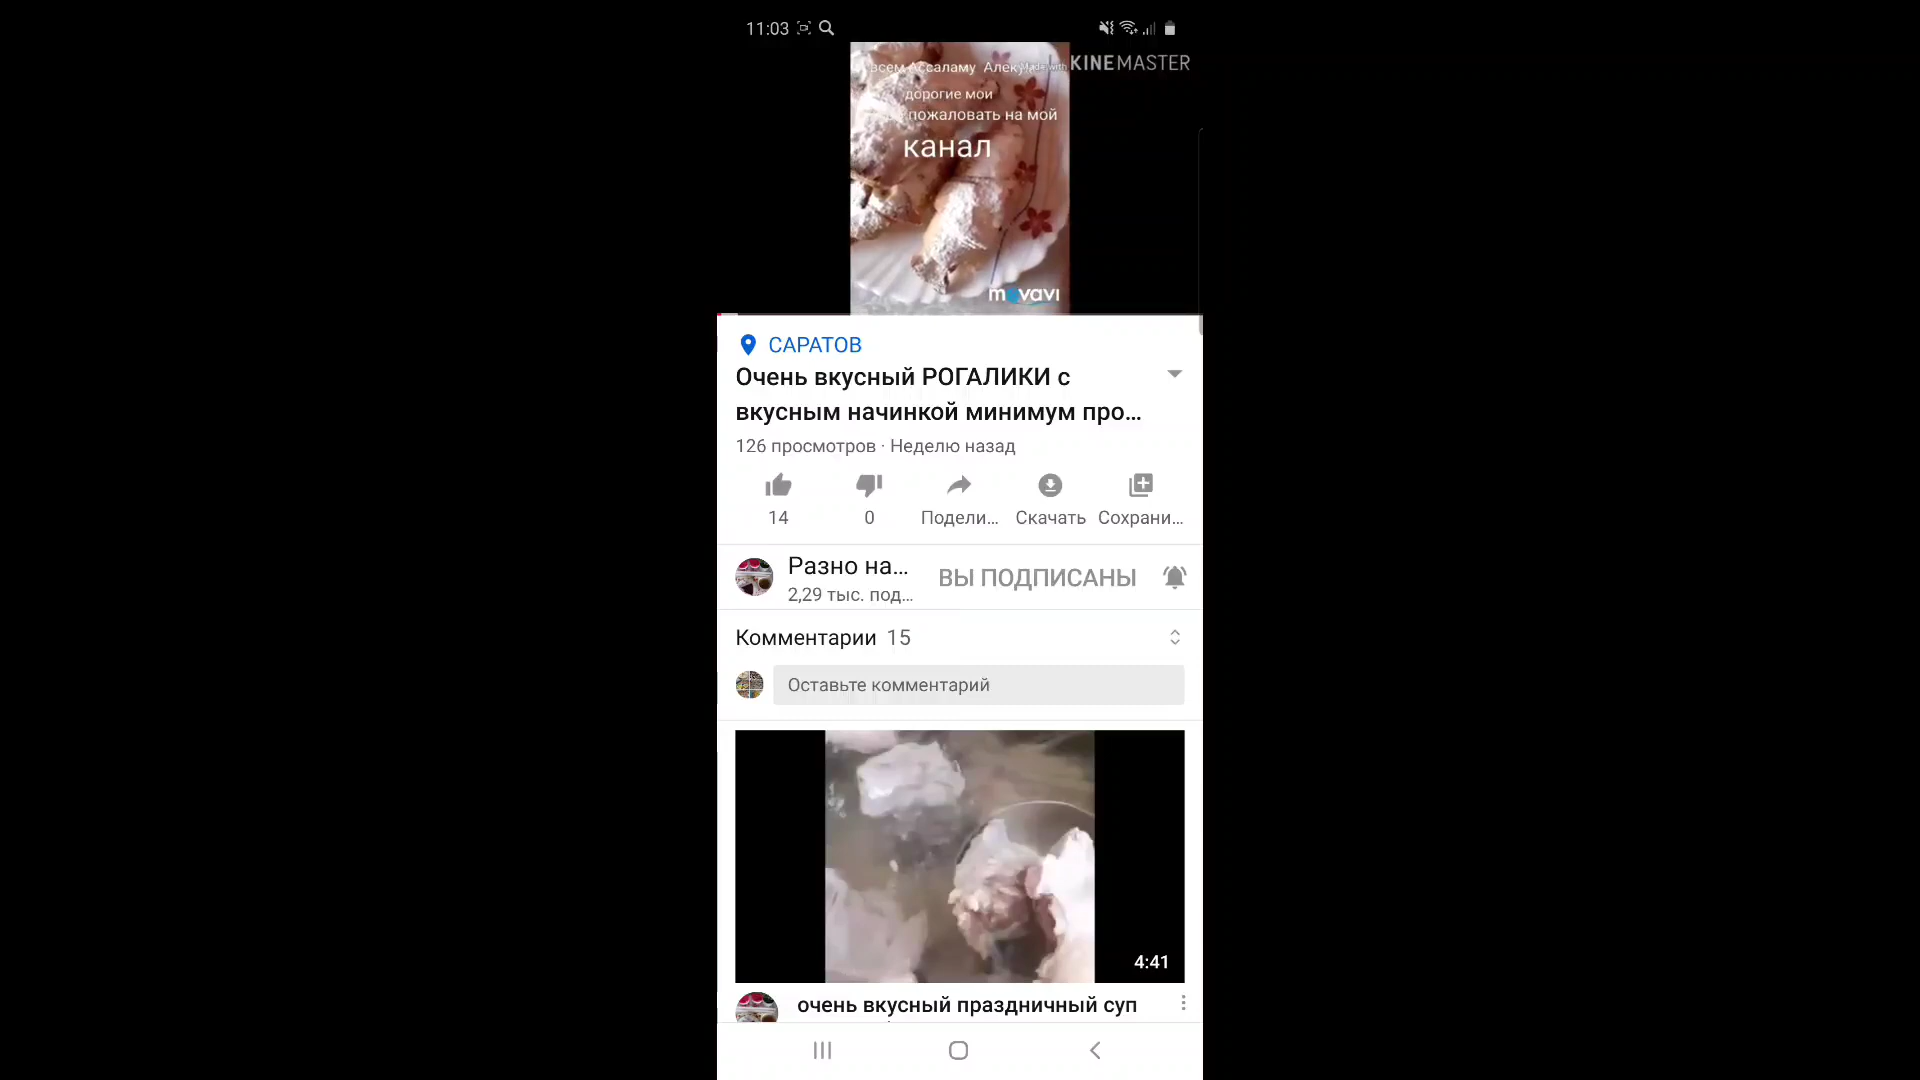 11:03
всем Ассаламу Алек
Made with KINEMASTER
дорогие мои
пожаловать на мой
канал
movavi
САРАТОВ
Очень вкусный РОГАЛИКИ с
вкусным начинкой минимум про...
126 просмотров · Неделю назад
14
0
Подели...
Скачать
Сохрани...
Разно на...
2,29 тыс. под...
ВЫ ПОДПИСАНЫ
Комментарии 15
Оставьте комментарий
4:41
очень вкусный праздничный суп